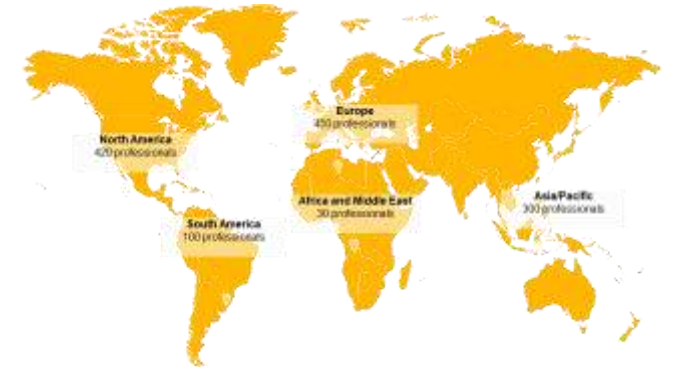 North America
420 professionals
Europe
450 professionals
Africa and Middle East
30 professionals
Asia/Pacific
300 professionals
South America
100 professionals